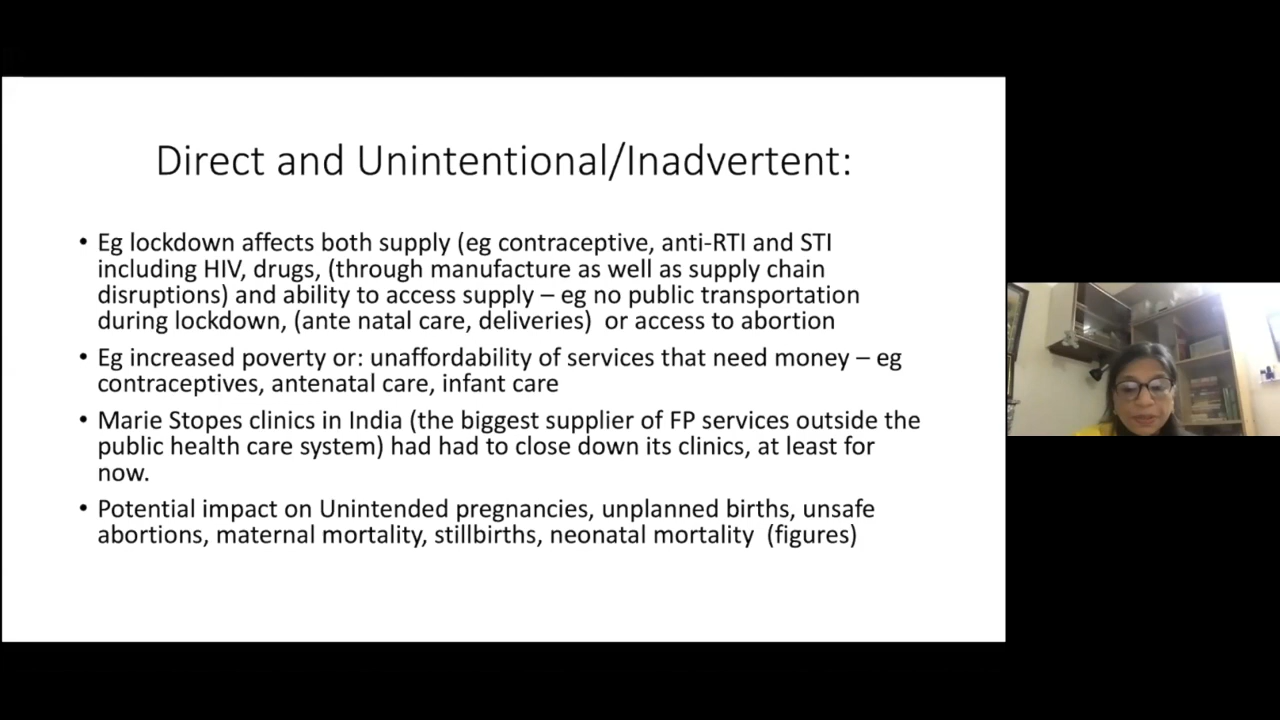 Direct and Unintentional/Inadvertent:
• Eg lockdown affects both supply (eg contraceptive, anti-RTI and STI
including HIV, drugs, (through manufacture as well as supply chain
disruptions) and ability to access supply – eg no public transportation
during lockdown, (ante natal care, deliveries)  or access to abortion
• Eg increased poverty or: unaffordability of services that need money – eg
contraceptives, antenatal care, infant care
• Marie Stopes clinics in India (the biggest supplier of FP services outside the
public health care system) had had to close down its clinics, at least for
now.
• Potential impact on Unintended pregnancies, unplanned births, unsafe
abortions, maternal mortality, stillbirths, neonatal mortality  (figures)